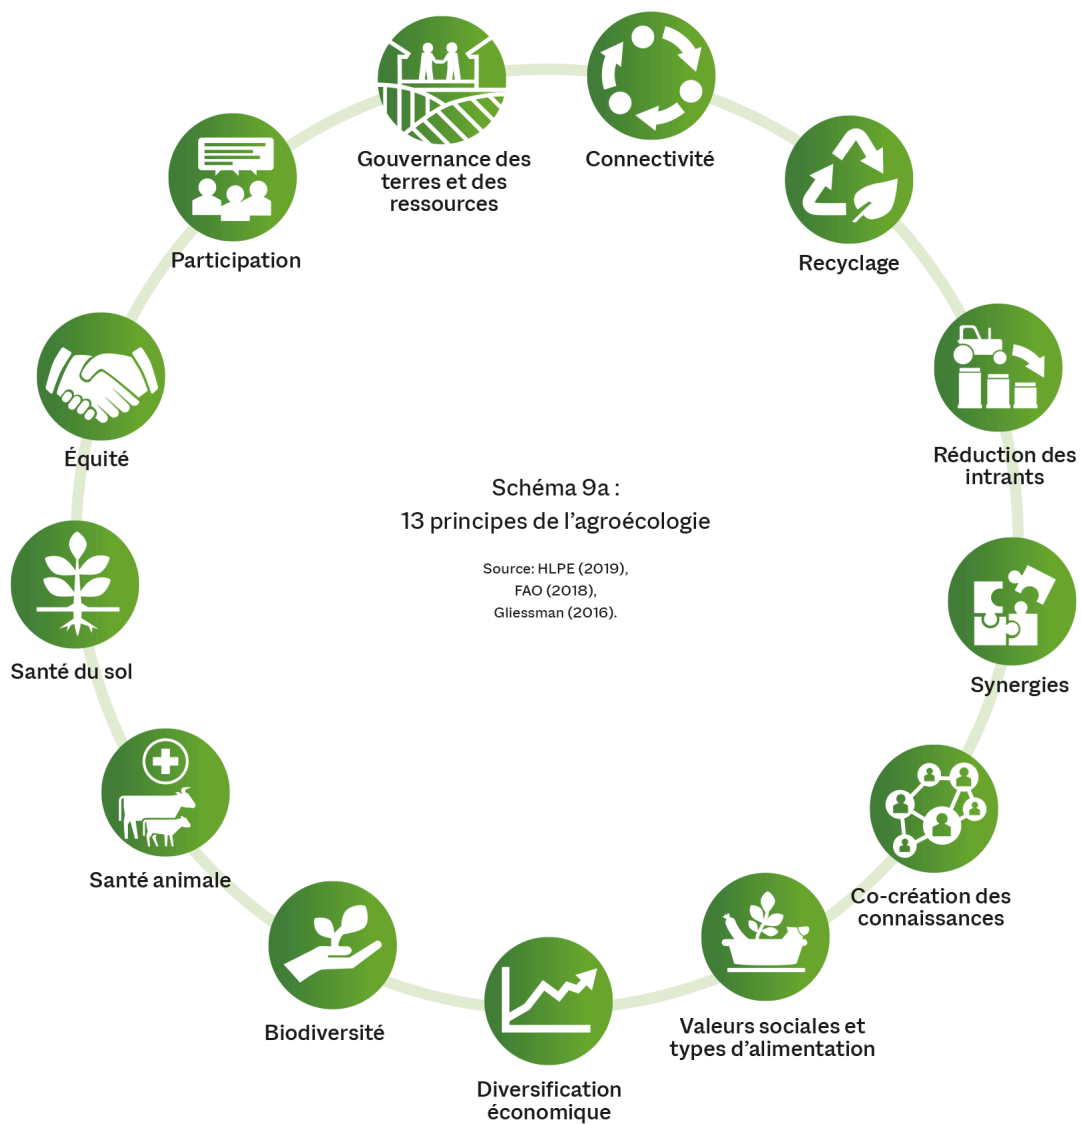 Gouvernance des
terres et des
ressources
Connectivité
Recyclage
Participation
Réduction des
intrants
Équité
Schéma 9a :
13 principes de l’agroécologie
Source: HLPE (2019),
FAO (2018),
Gliessman (2016).
Santé du sol
Synergies
Santé animale
Co-création des
connaissances
Biodiversité
Valeurs sociales et
types d’alimentation
Diversification
économique